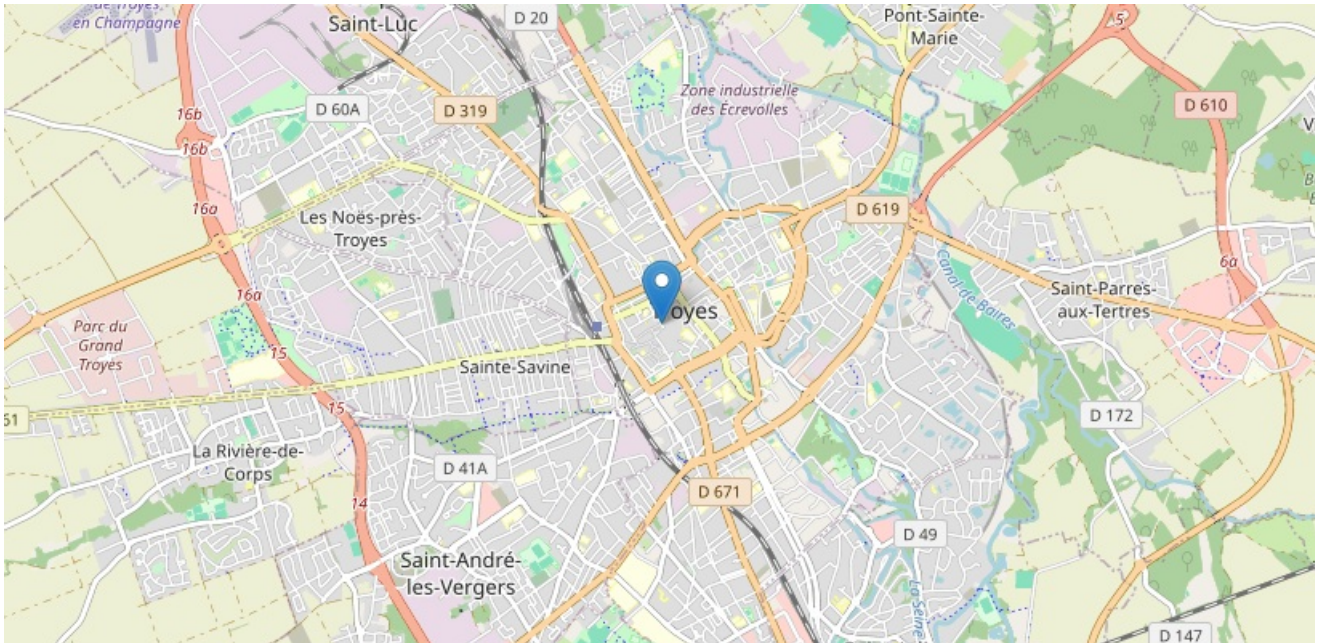 de Troyes
en Champagne
Saint-Luc
D 20
Pont-Sainte-
Marie
5
Zone industrielle
des Écrevolles
D 60A
D 319
D 610
16b
16b
16a
Les Noës-près-
Troyes
D 619
Canal de Baires
6a
16a
Saint-Parres-
aux-Tertres
Parc du
Grand
Troyes
15
Troyes
Sainte-Savine
15
61
D 172
La Rivière-de-
Corps
D 41A
14
D 671
D 49
Saint-André-
les-Vergers
La Seine
D 147